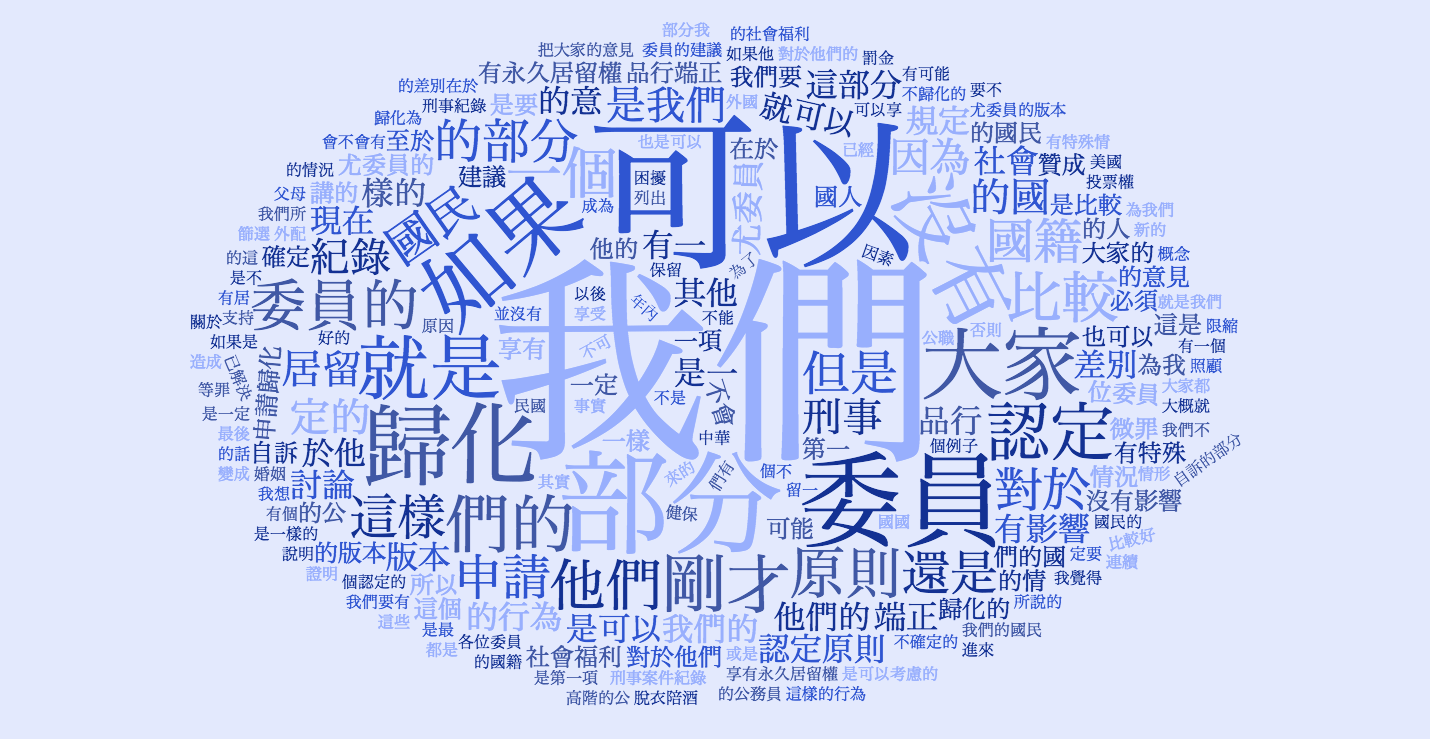 部分我 的社會福利
把大家的意見 委員的建議 如果他 對於他們的 罰金
的差別在於 有永久居留權 品行端正 我們要 這部分 有可能
不歸化的 要不
刑事紀錄 是要 的意 是我們 外國 就可以 可以享 規定 尤委員的版本
歸化為 的國民
會不會有 至於 的部分 可以 也是可以 在於 已經 因為 有特殊情
的情況 尤委員的 建議 一個 困擾 社會 贊成 美國
父母 講的 樣的 列出 尤委員 國人 沒有 的國 投票權
我們所 現在 國民 如果 成為 是比較 為我們
篩選 外配 他的 有一 國籍 的人 新的
的這 確定 紀錄 為了 因素 大家的 概念
是不 保留 的意見
有居 委員的 以後 年內 其他 比較 必須 就是我們
關於 支持 原因 並沒有 享受 不能 公職 否則 這是 限縮
如果是 好的 享有 不可 我們 一項 也可以 有一個
造成 已解決 申請歸化 居留 就是 是一 但是 大家 差別 為我 照顧
等罪 一定 不是 不會 位委員 大家都
是一定 定的 歸化 民國 事實 刑事 品行 認定 大概就
最後 一樣 中華 第一 個例子 微罪 我們不
的話 自訴 於他 有特殊 自訴的部分
變成 婚姻 其實 部分 來的 們有 個不 委員 對於 情況 情形
我想 討論 留一 沒有影響
有個 的公 這樣 們的 健保 可能 國國 有影響 國民的
是一樣的 比較好
說明 的版本 版本 剛才 原則 還是 們的國 定要 連續
證明 個認定的 所以 申請 他們 的情 我覺得
我們要有 這個 的行為 他們的 端正 歸化的 所說的
這些 是最 是可以 我們的 我們的國民
都是 各位委員 或是 認定原則 不確定的 進來
的國籍 社會福利 對於他們
是第一項 刑事案件紀錄 享有永久居留權 是可以考慮的
高階的公 脫衣陪酒 的公務員 這樣的行為